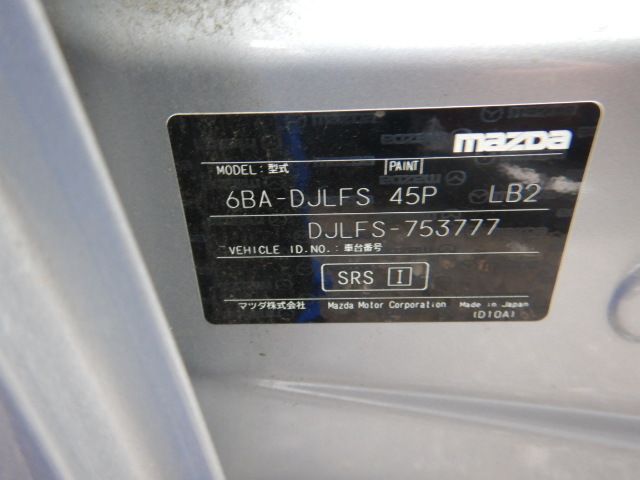 mazda
MODEL: 型式 PAINT
6BA-DJLFS 45P LB2
DJLFS-753777
VEHICLE ID.NO.: 車台番号
SRS I
マツダ株式会社 Mazda Motor Corporation Made in Japan
(D10A)